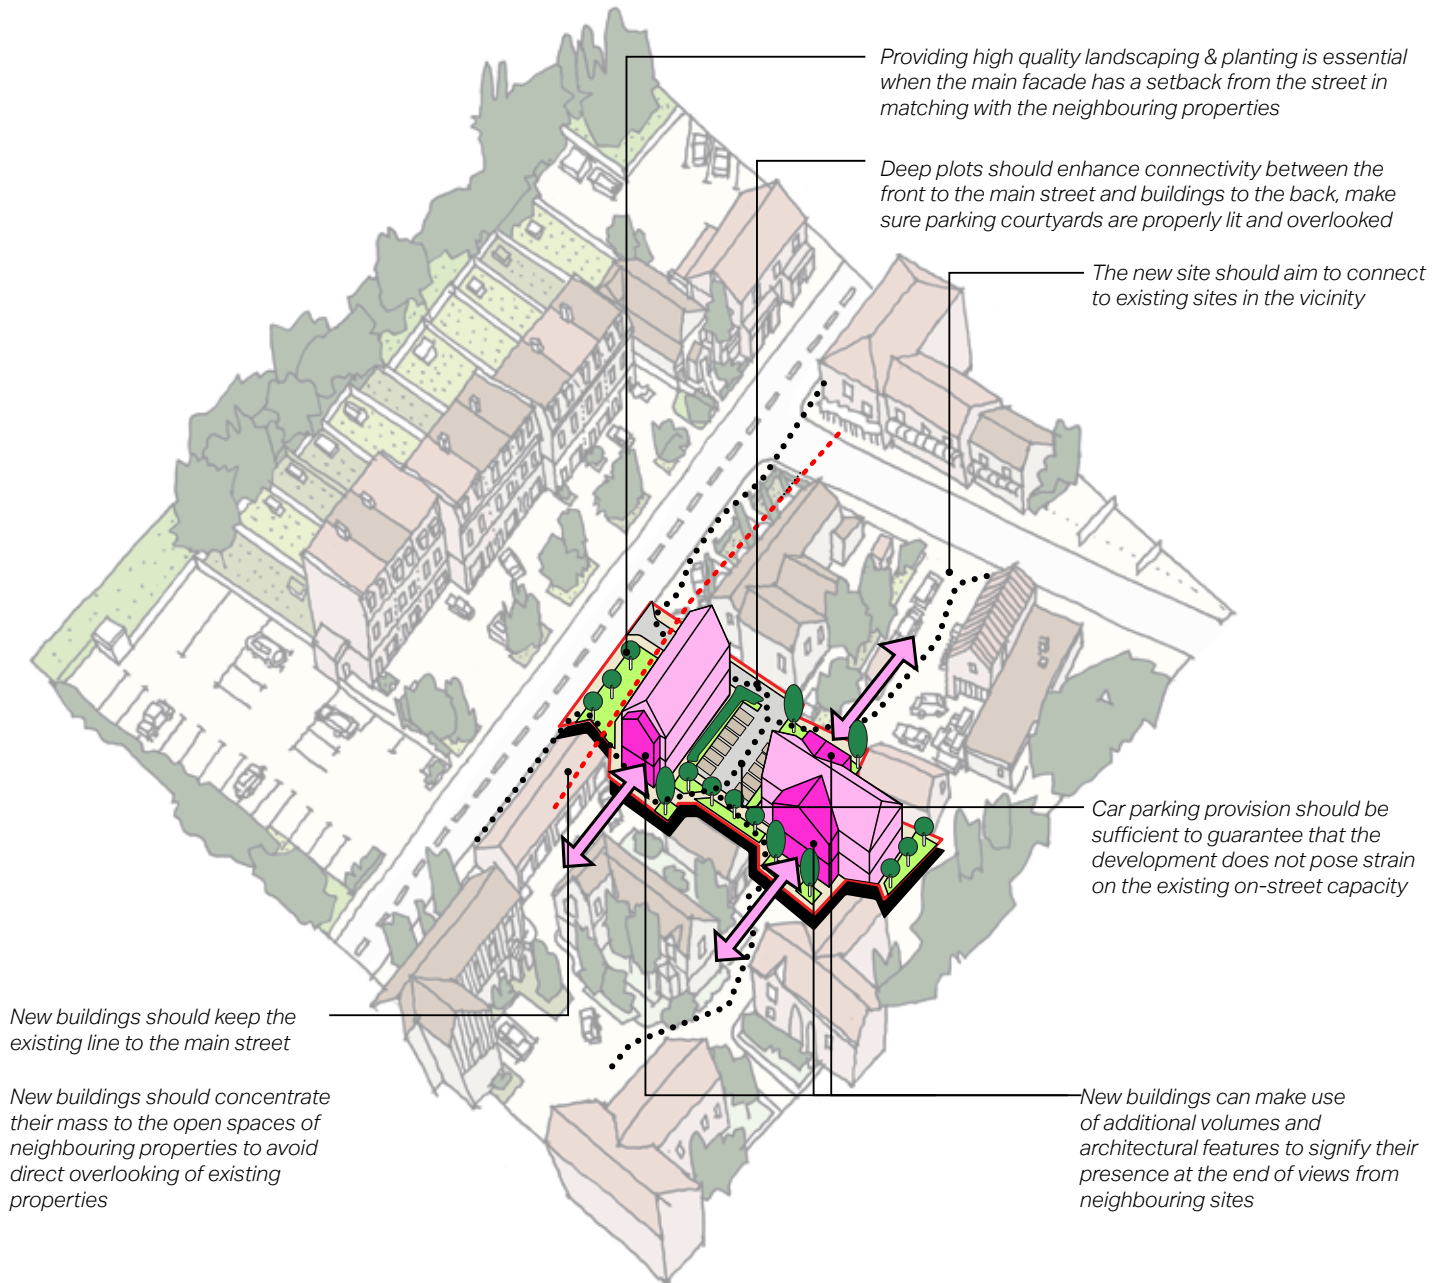 Providing high quality landscaping & planting is essential
when the main facade has a setback from the street in
matching with the neighbouring properties
Deep plots should enhance connectivity between the
front to the main street and buildings to the back, make
sure parking courtyards are properly lit and overlooked
The new site should aim to connect
to existing sites in the vicinity
Car parking provision should be
sufficient to guarantee that the
development does not pose strain
on the existing on-street capacity
New buildings should keep the
existing line to the main street
New buildings should concentrate
their mass to the open spaces of
neighbouring properties to avoid
direct overlooking of existing
properties
New buildings can make use
of additional volumes and
architectural features to signify their
presence at the end of views from
neighbouring sites